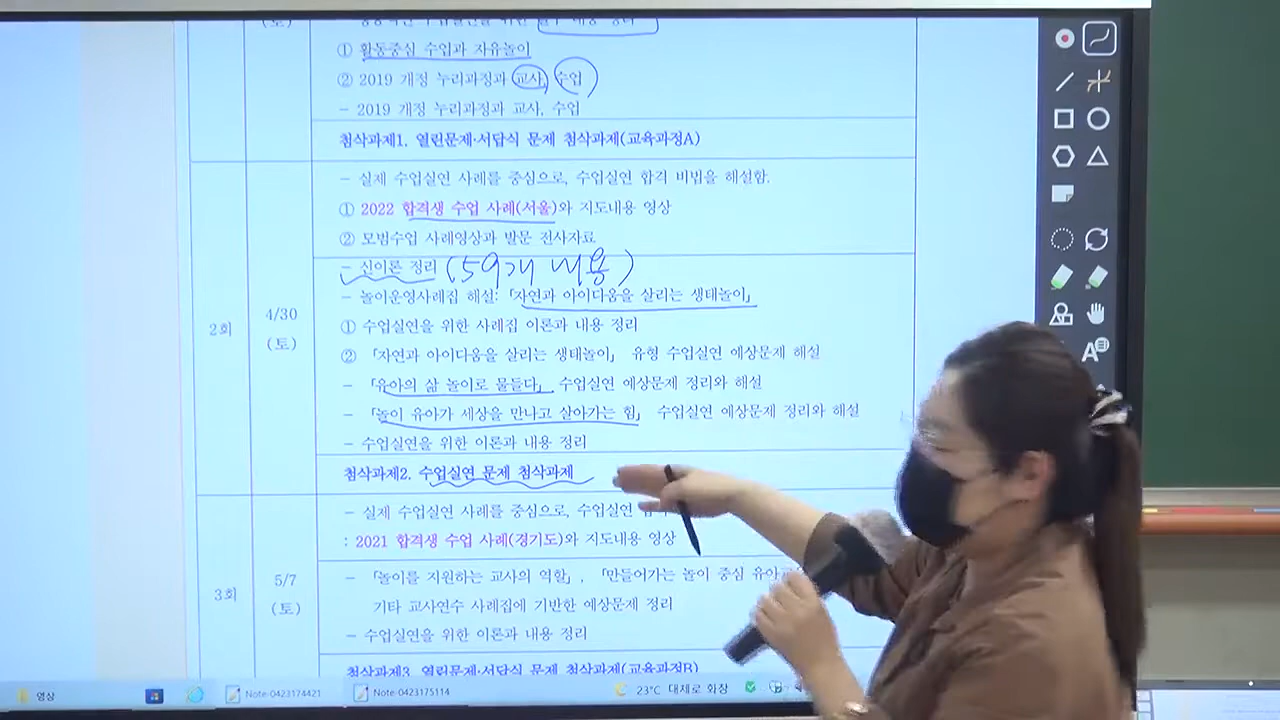 (토)
① 활동중심 수업과 자유놀이
② 2019 개정 누리과정과 교사, 수업
- 2019 개정 누리과정과 교사, 수업
첨삭과제1. 열린문제·서답식 문제 첨삭과제(교육과정A)
2회
4/30
(토)
- 실제 수업실연 사례를 중심으로, 수업실연 합격 비법을 해설함.
① 2022 합격생 수업 사례(서울)와 지도내용 영상
② 모범수업 사례영상과 발문 전사자료
- 신이론 정리 (59개 내용)
- 놀이운영사례집 해설: 「자연과 아이다움을 살리는 생태놀이」
① 수업실연을 위한 사례집 이론과 내용 정리
② 「자연과 아이다움을 살리는 생태놀이」 유형 수업실연 예상문제 해설
- 「유아의 삶 놀이로 물들다」 수업실연 예상문제 정리와 해설
- 「놀이 유아가 세상을 만나고 살아가는 힘」 수업실연 예상문제 정리와 해설
- 수업실연을 위한 이론과 내용 정리
첨삭과제2. 수업실연 문제 첨삭과제
3회
5/7
(토)
- 실제 수업실연 사례를 중심으로, 수업실연
: 2021 합격생 수업 사례(경기도)와 지도내용 영상
- 「놀이를 지원하는 교사의 역할」, 「만들어가는 놀이 중심 유아
기타 교사연수 사례집에 기반한 예상문제 정리
- 수업실연을 위한 이론과 내용 정리
첨삭과제3. 열린문제·서답식 문제 첨삭과제(교육과정B)
영상
Note-0423174421
Note-0423175114
23°C 대체로 화창
A